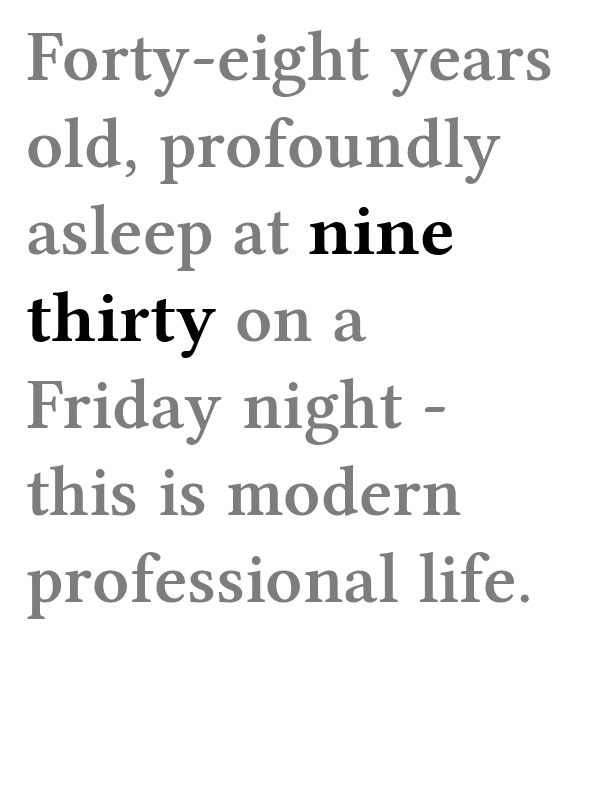 Forty-eight years
old, profoundly
asleep at nine
thirty on a
Friday night -
this is modern
professional life.